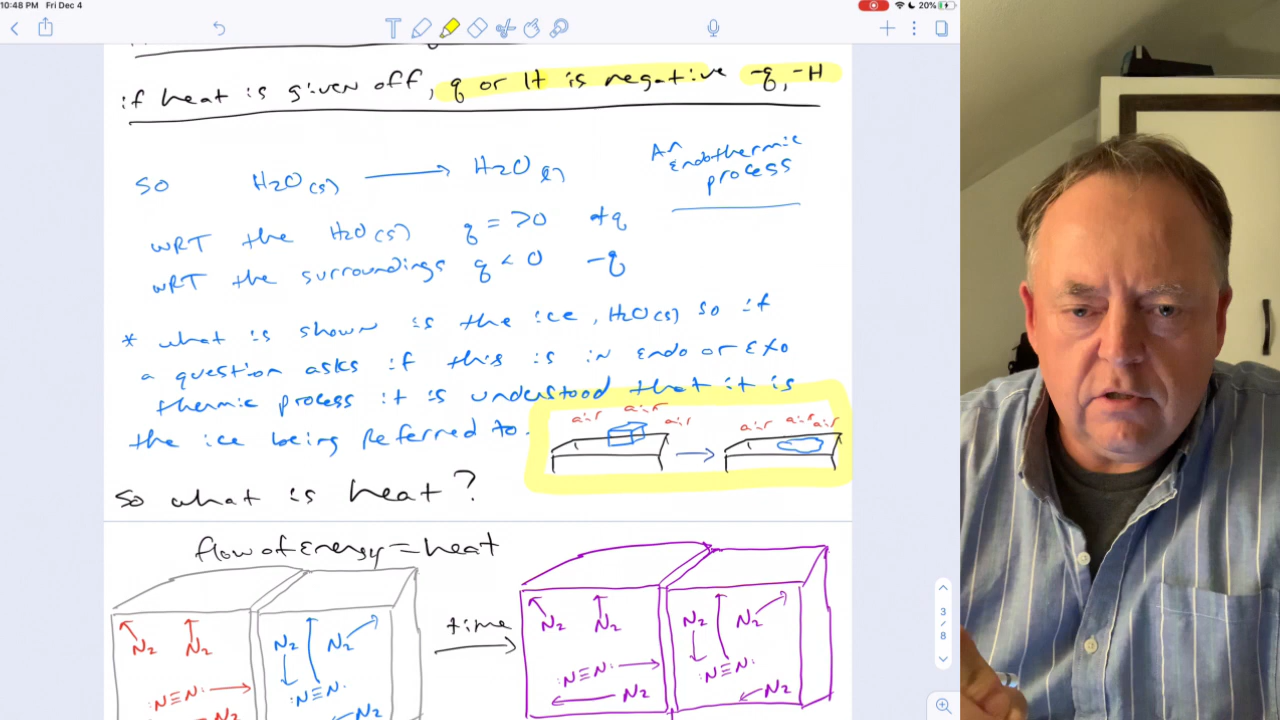 10:48 PM Fri Dec 4
20%
if heat is given off, q or H is negative -q, -H
so H2O(s) → H2O(l)
An
Endothermic
process
WRT the H2O(s) q = >0 +q
WRT the surroundings q < 0 -q
* what is shown is the ice, H2O(s) so if
a question asks if this is in endo or Exo
thermic process it is understood that it is
the ice being referred to.
air air air
air air air
so what is heat?
flow of Energy = heat
time
N2 N2
N2 N2
N2 N2
N2 N2
:N≡N:
:N≡N:
:N≡N:
:N≡N:
N2
N2
N2
N2
3
/
8